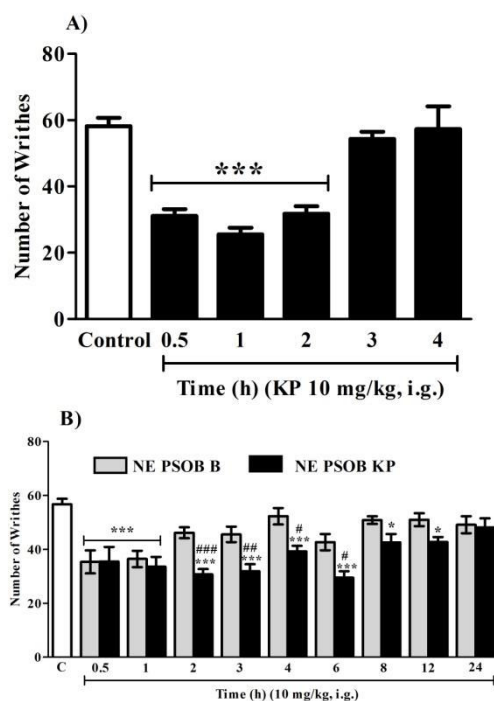 A)
Number of Writhes
80
60
40
20
0
***
Control 0.5 1 2 3 4
Time (h) (KP 10 mg/kg, i.g.)
B)
Number of Writhes
80
60
40
20
0
NE PSOB B NE PSOB KP
***
###
***
##
***
#
***
#
***
*
*
C 0.5 1 2 3 4 6 8 12 24
Time (h) (10 mg/kg, i.g.)